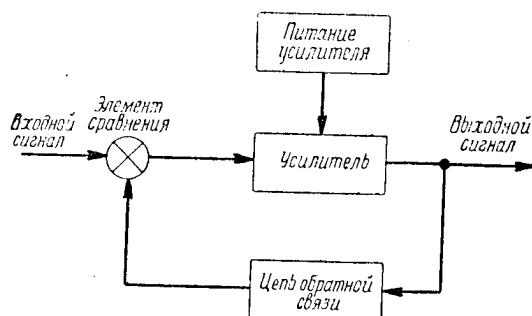 Питание
усилителя
Элемент
сравнения
Входной
сигнал
Усилитель
Выходной
сигнал
Цепь обратной
связи